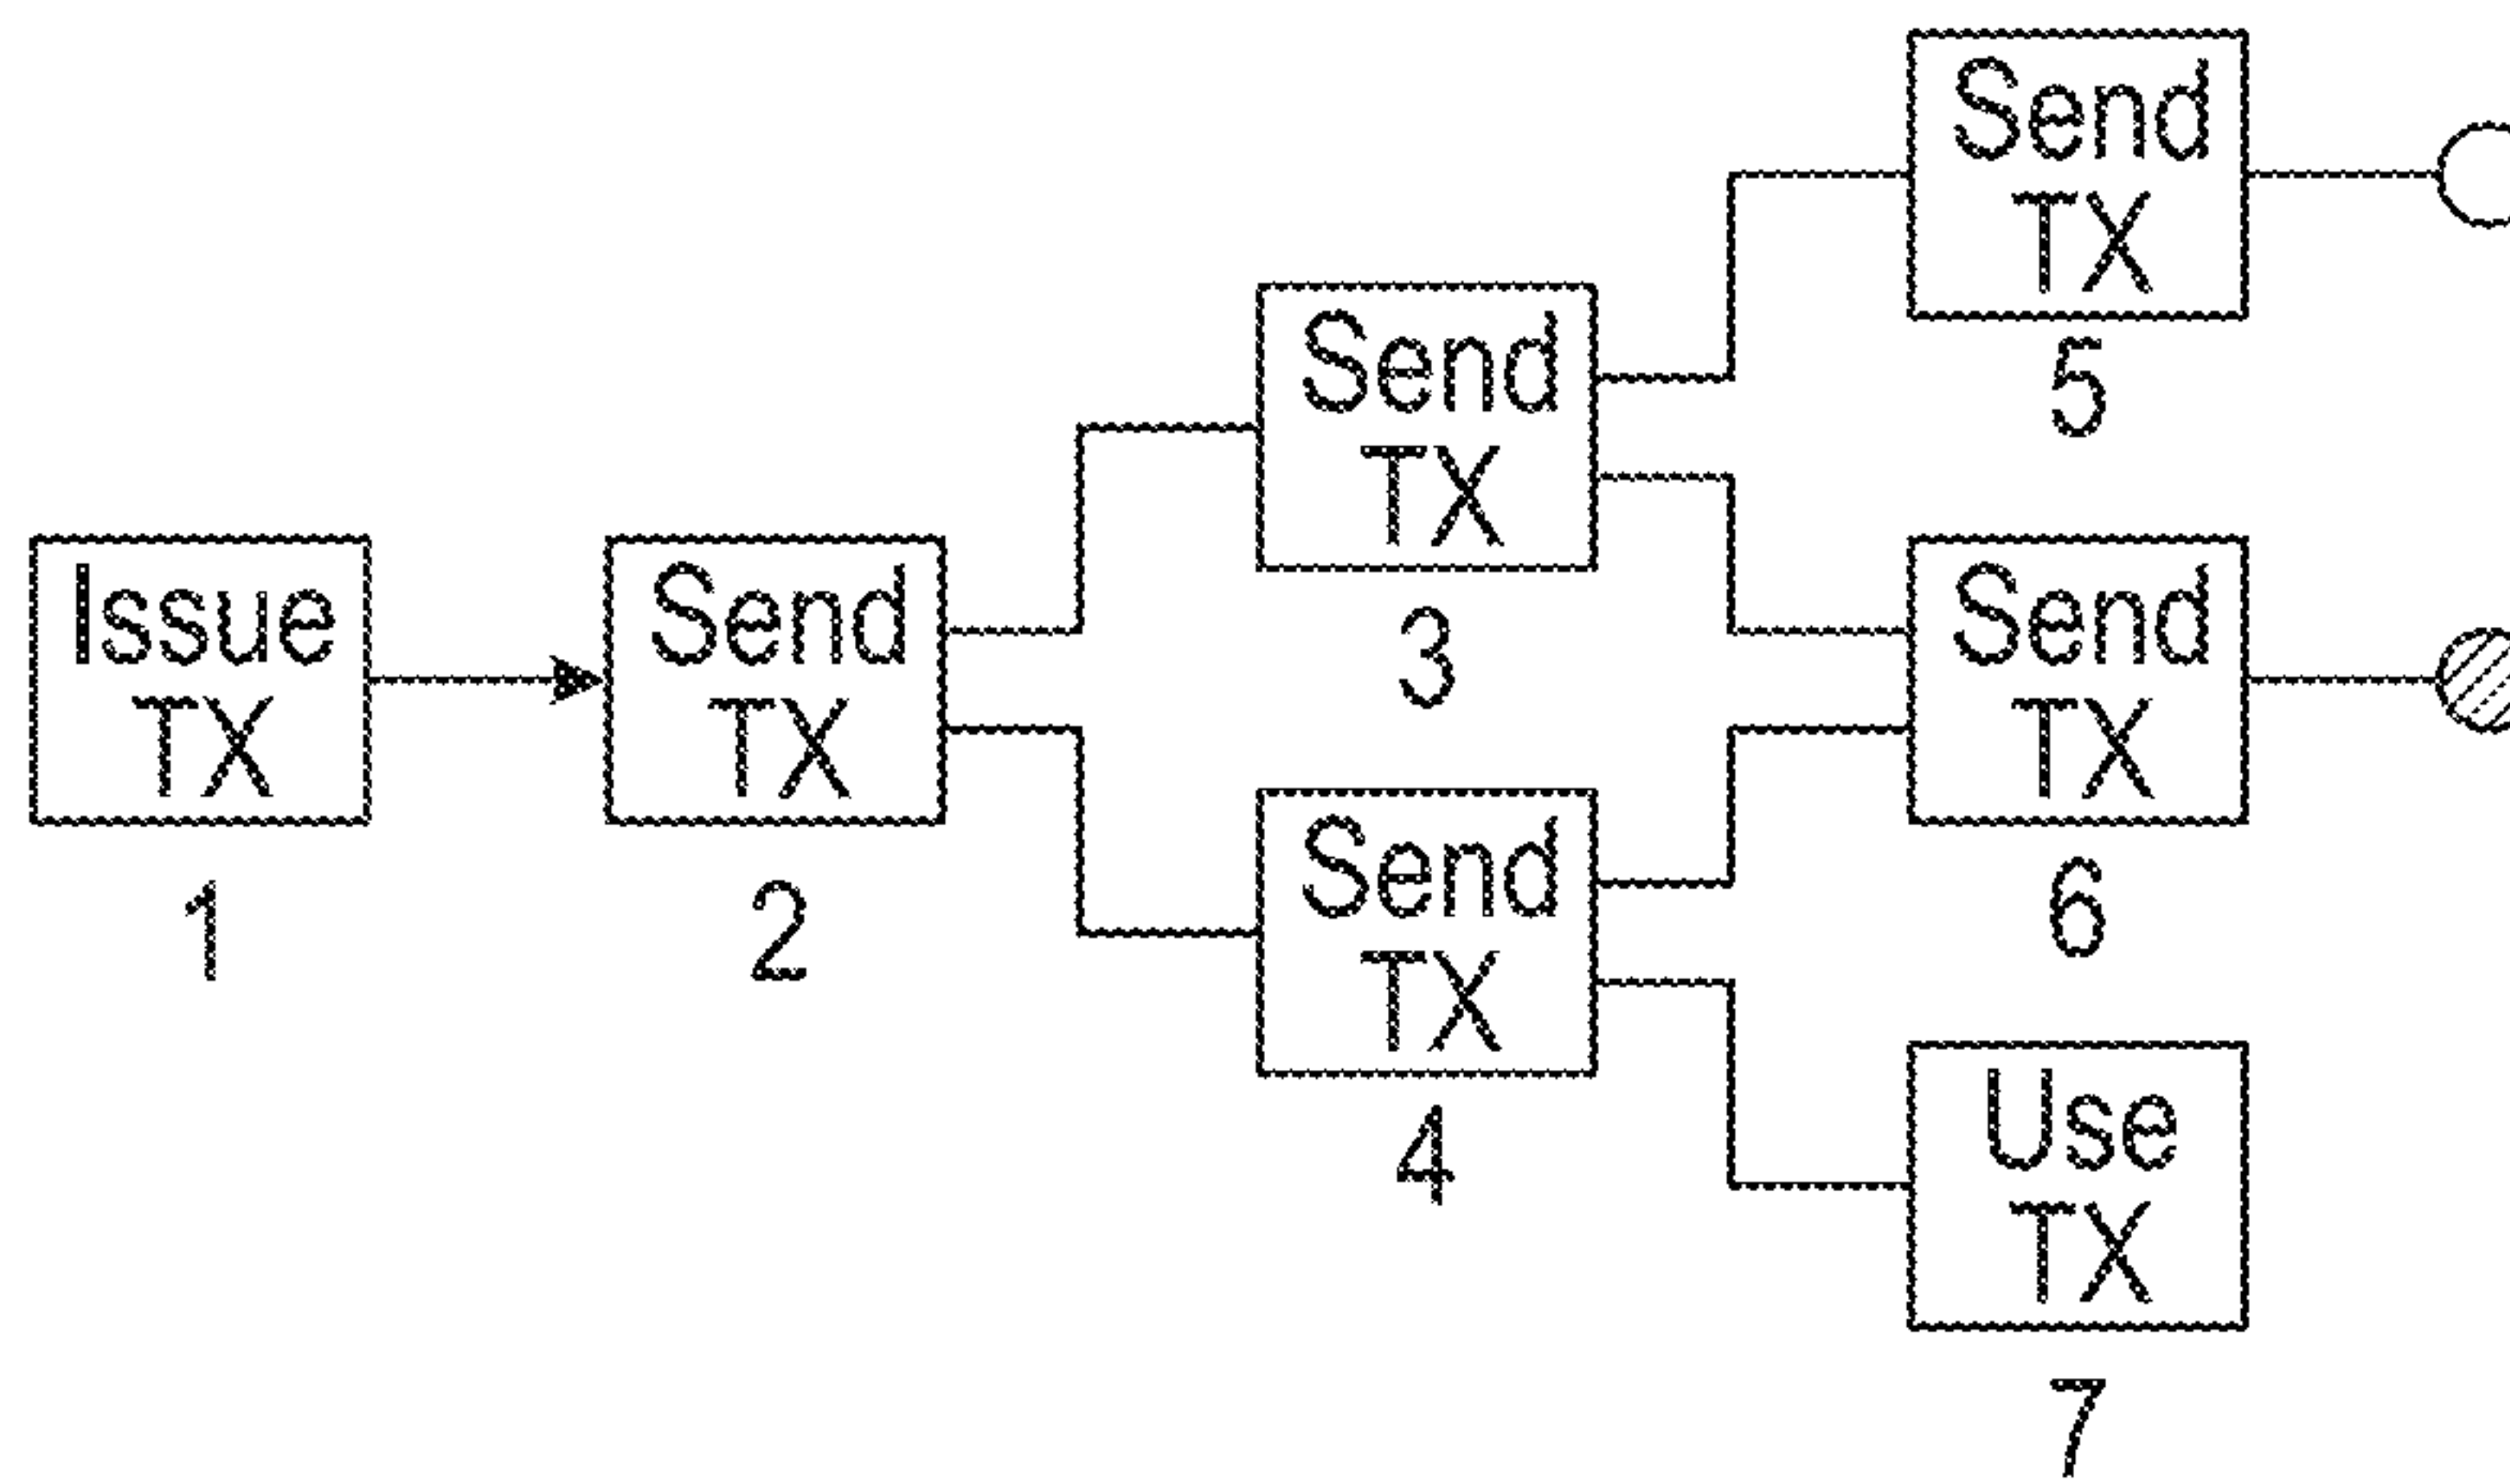 Issue
TX
1
Send
TX
2
Send
TX
3
Send
TX
4
Send
TX
5
Send
TX
6
Use
TX
7